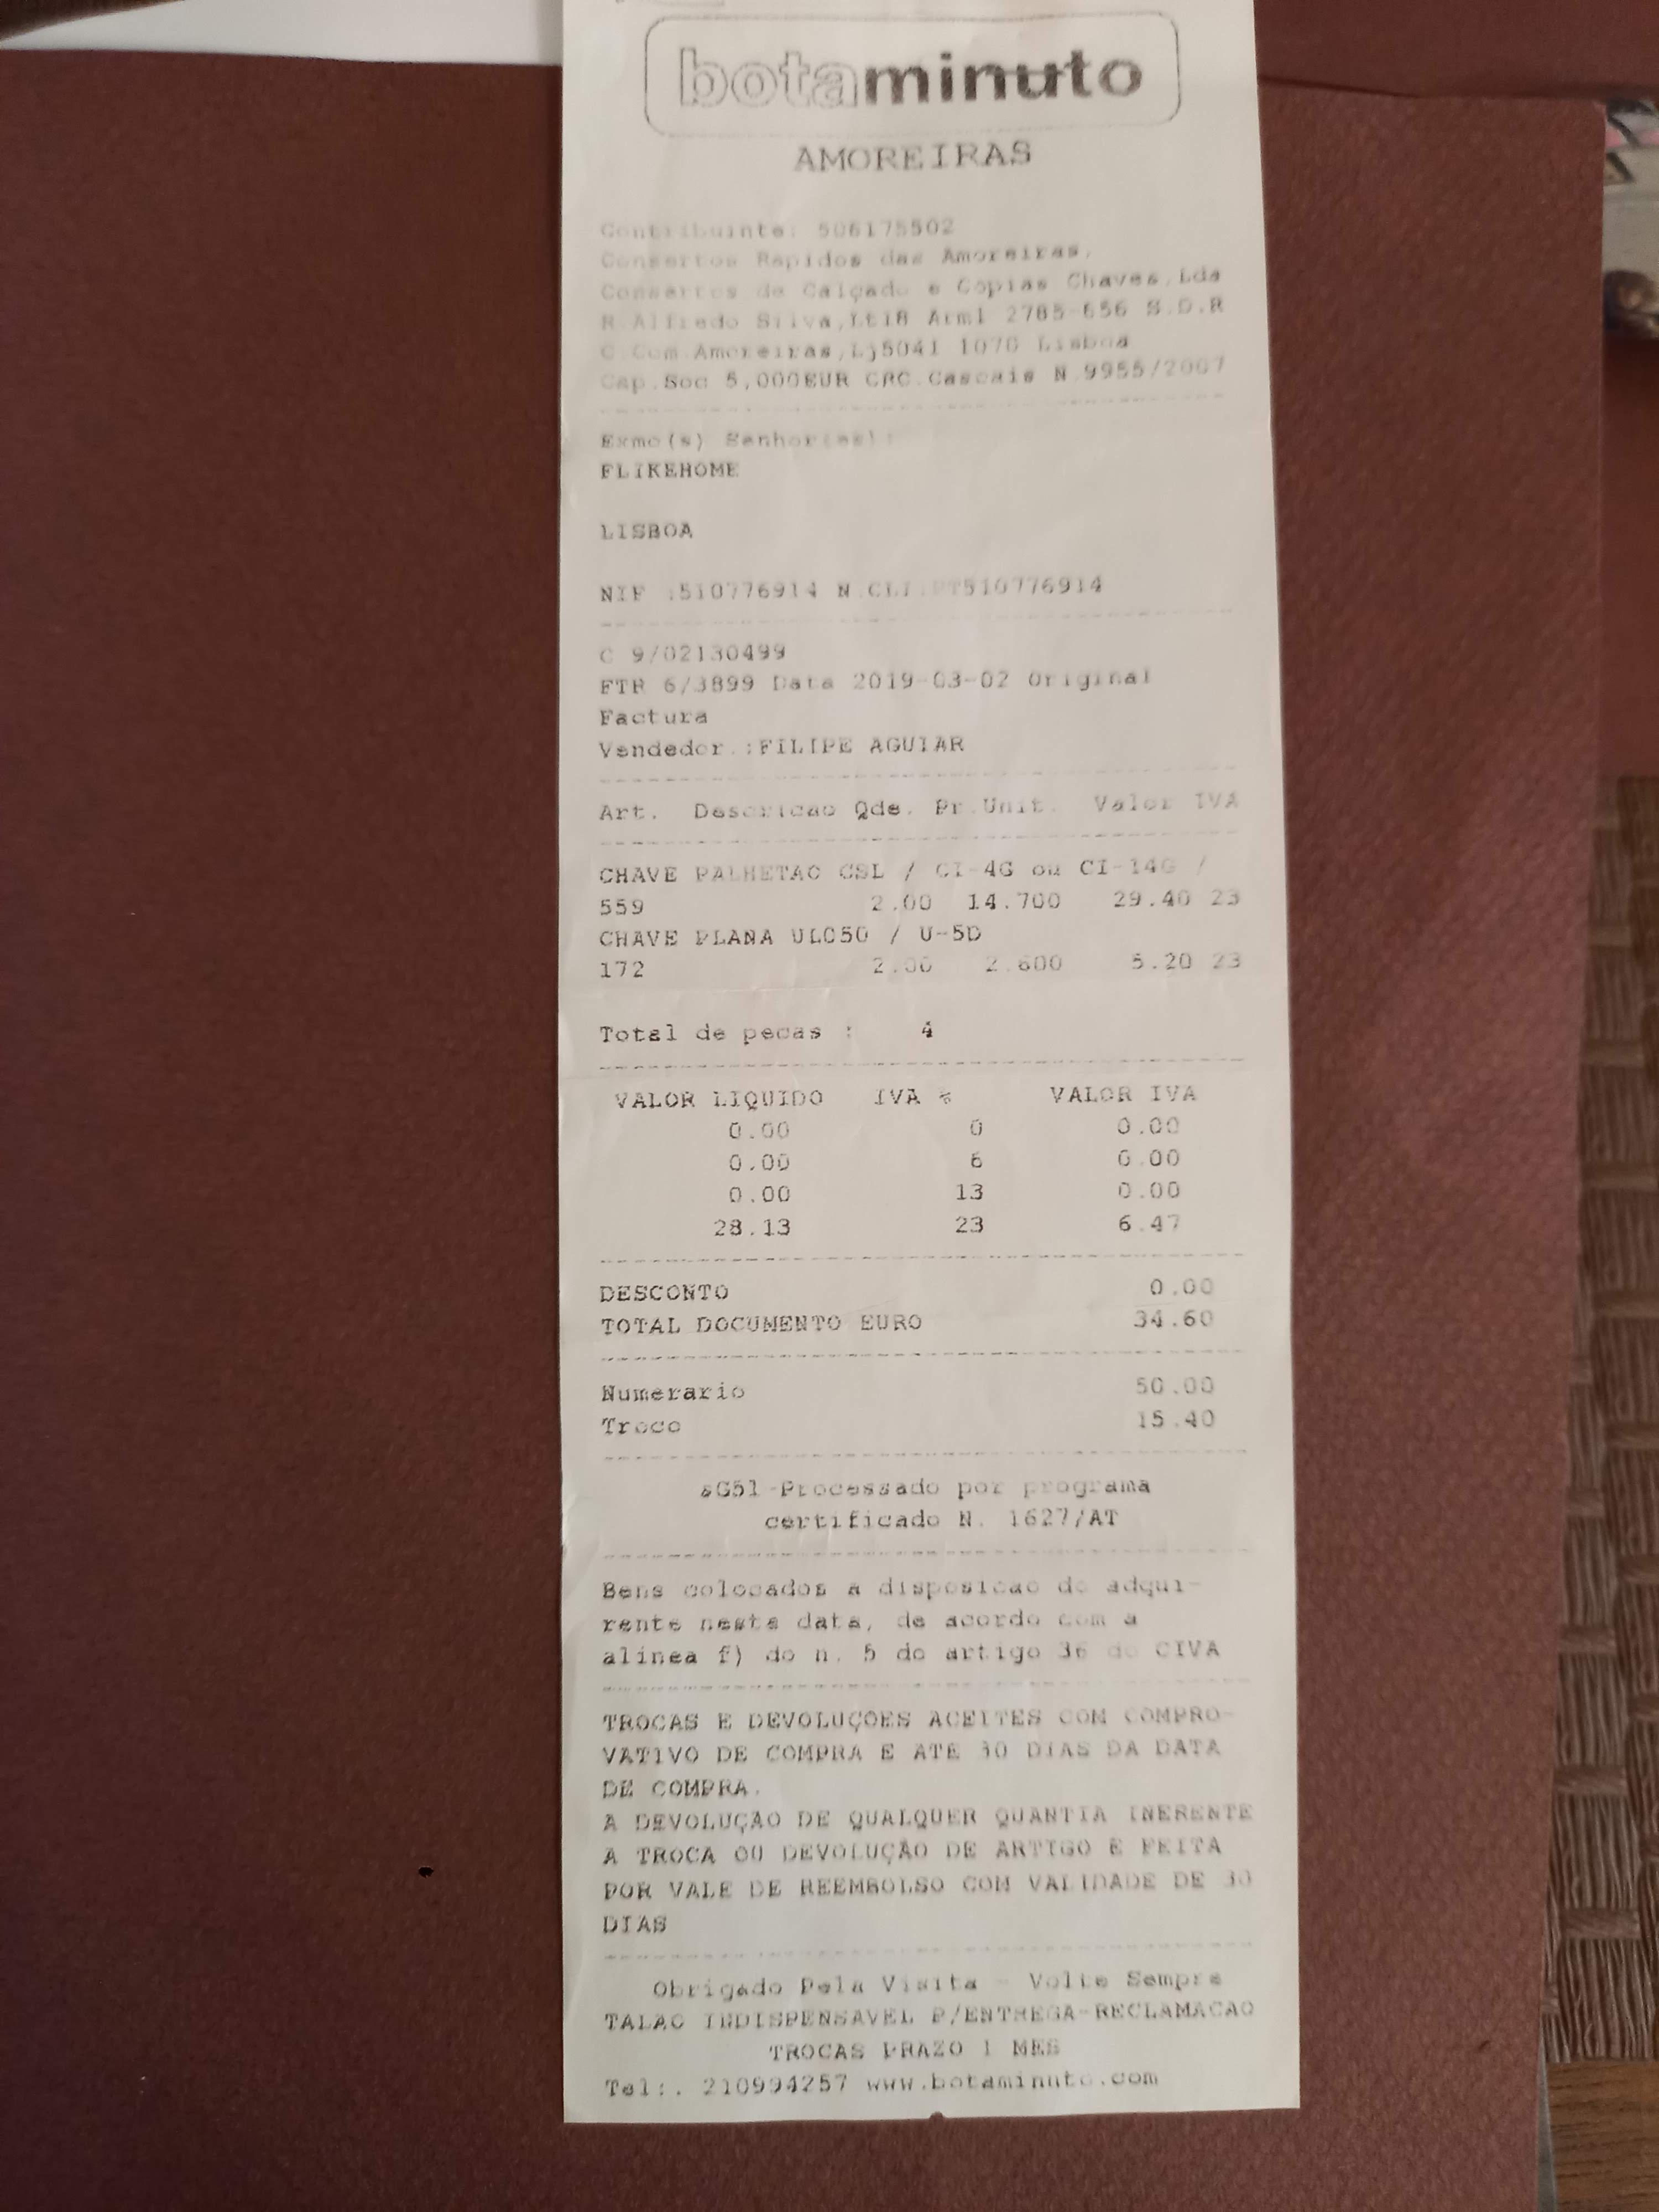 botaminuto
AMOREIRAS
Contribuinte: 506175502
Consertos Rapidos das Amoreiras,
Consertos de Calçado e Copias Chaves,Lda
R.Alfredo Silva,Lt18 Arm1 2785-656 S.D.R
C.Com.Amoreiras,Lj5041 1070 Lisboa
Cap.Soc 5,000EUR CRC.Cascais N.9955/2007
Exmo(s) Senhor(es):
FLIKEHOME
LISBOA
NIF :510776914 N.CLI.:PT510776914
C 9/02130499
FTR 6/3899 Data 2019-03-02 Original
Factura
Vendedor.:FILIPE AGUIAR
Art. Descricao Qde. Pr.Unit. Valor IVA
CHAVE PALHETAO CSL / CI-4G ou CI-14G /
559 2.00 14.700 29.40 23
CHAVE PLANA UL050 / U-5D
172 2.00 2.600 5.20 23
Total de pecas : 4
VALOR LIQUIDO IVA % VALOR IVA
0.00 0 0.00
0.00 6 0.00
0.00 13 0.00
28.13 23 6.47
DESCONTO 0.00
TOTAL DOCUMENTO EURO 34.60
Numerario 50.00
Troco 15.40
sG51-Processado por programa
certificado N. 1627/AT
Bens colocados a disposicao do adqui-
rente nesta data, de acordo com a
alinea f) do n. 5 do artigo 36 do CIVA
TROCAS E DEVOLUÇOES ACEITES COM COMPRO-
VATIVO DE COMPRA E ATE 30 DIAS DA DATA
DE COMPRA.
A DEVOLUÇAO DE QUALQUER QUANTIA INERENTE
A TROCA OU DEVOLUÇAO DE ARTIGO E FEITA
POR VALE DE REEMBOLSO COM VALIDADE DE 30
DIAS
Obrigado Pela Visita - Volte Sempre
TALAO INDISPENSAVEL P/ENTREGA-RECLAMACAO
TROCAS PRAZO 1 MES
Tel:. 210994257 www.botaminuto.com